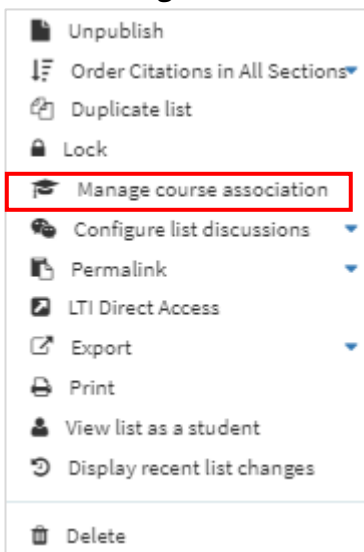 Unpublish
Order Citations in All Sections
Duplicate list
Lock
Manage course association
Configure list discussions
Permalink
LTI Direct Access
Export
Print
View list as a student
Display recent list changes
Delete